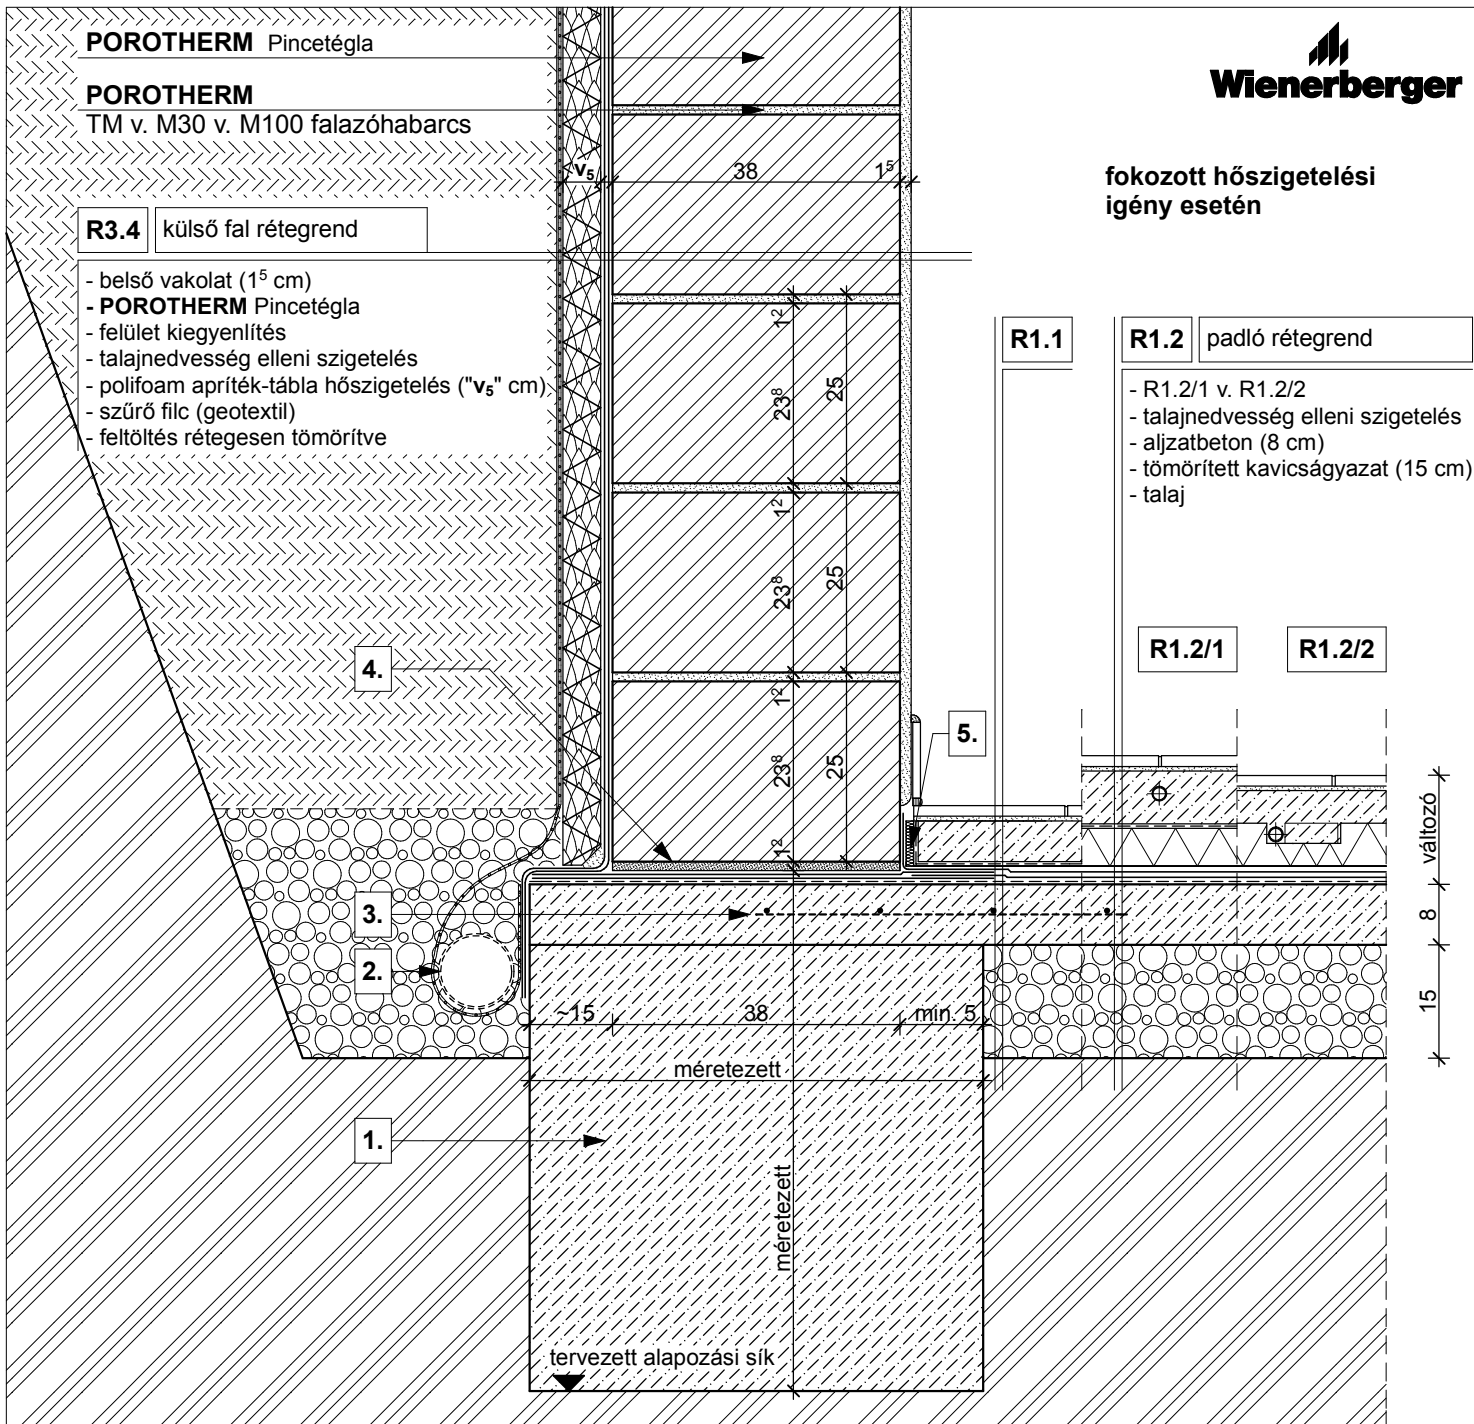 POROTHERM Pincetégla
POROTHERM
TM v. M30 v. M100 falazóhabarcs
Wienerberger
fokozott hőszigetelési
igény esetén
v₅ 38 1⁵
R3.4 külső fal rétegrend
- belső vakolat (1⁵ cm)
- POROTHERM Pincetégla
- felület kiegyenlítés
- talajnedvesség elleni szigetelés
- polifoam apríték-tábla hőszigetelés ("v₅" cm)
- szűrő filc (geotextil)
- feltöltés rétegesen tömörítve
R1.1
R1.2 padló rétegrend
- R1.2/1 v. R1.2/2
- talajnedvesség elleni szigetelés
- aljzatbeton (8 cm)
- tömörített kavicságyazat (15 cm)
- talaj
1²
23⁸ 25
1²
23⁸ 25
1²
23⁸ 25
1²
R1.2/1 R1.2/2
4.
5.
3.
2.
1.
változó
8
15
~15 38 min. 5
méretezett
méretezett
tervezett alapozási sík